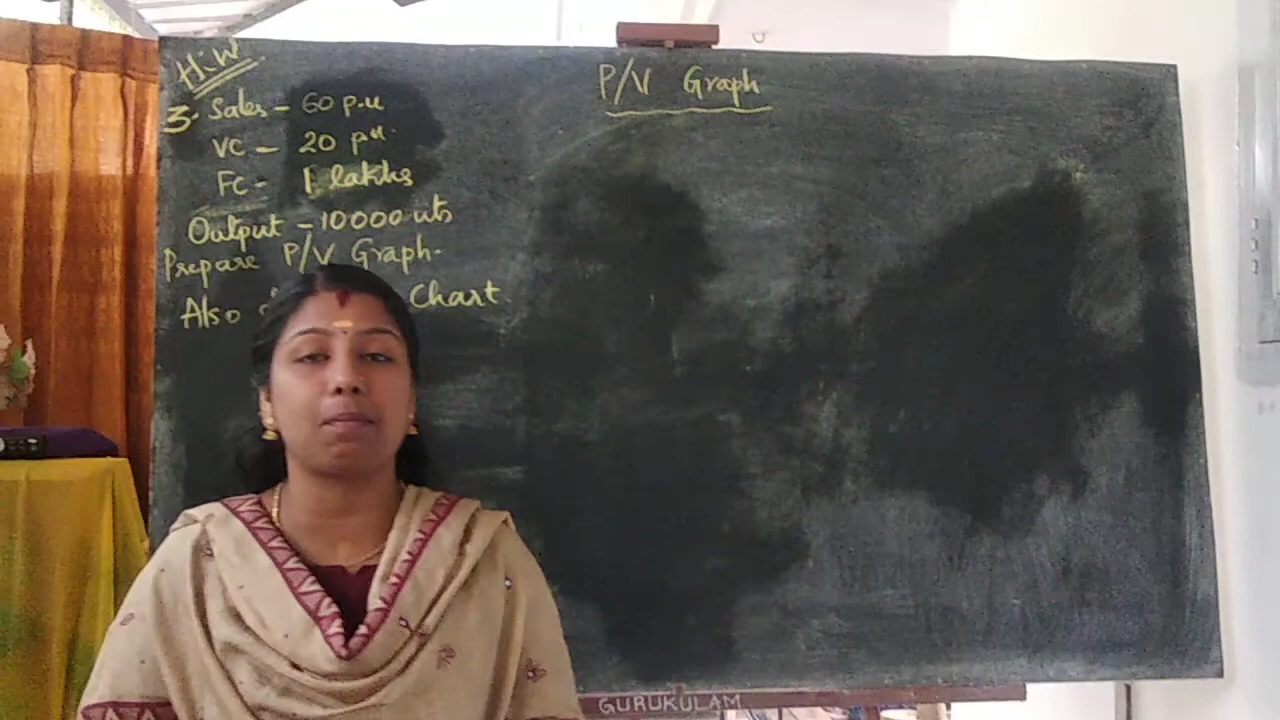 H.W
3. Sales - 60 p.u
VC - 20 p.u.
FC - 1 lakhs
Output - 10000 uts
Prepare P/V Graph.
Also Chart.
P/V Graph
GURUKULAM